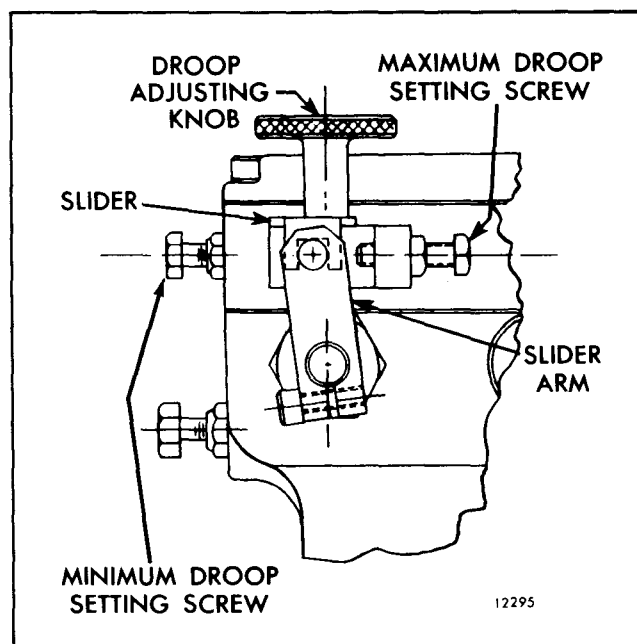 DROOP
ADJUSTING
KNOB
MAXIMUM DROOP
SETTING SCREW
SLIDER
SLIDER
ARM
MINIMUM DROOP
SETTING SCREW
12295